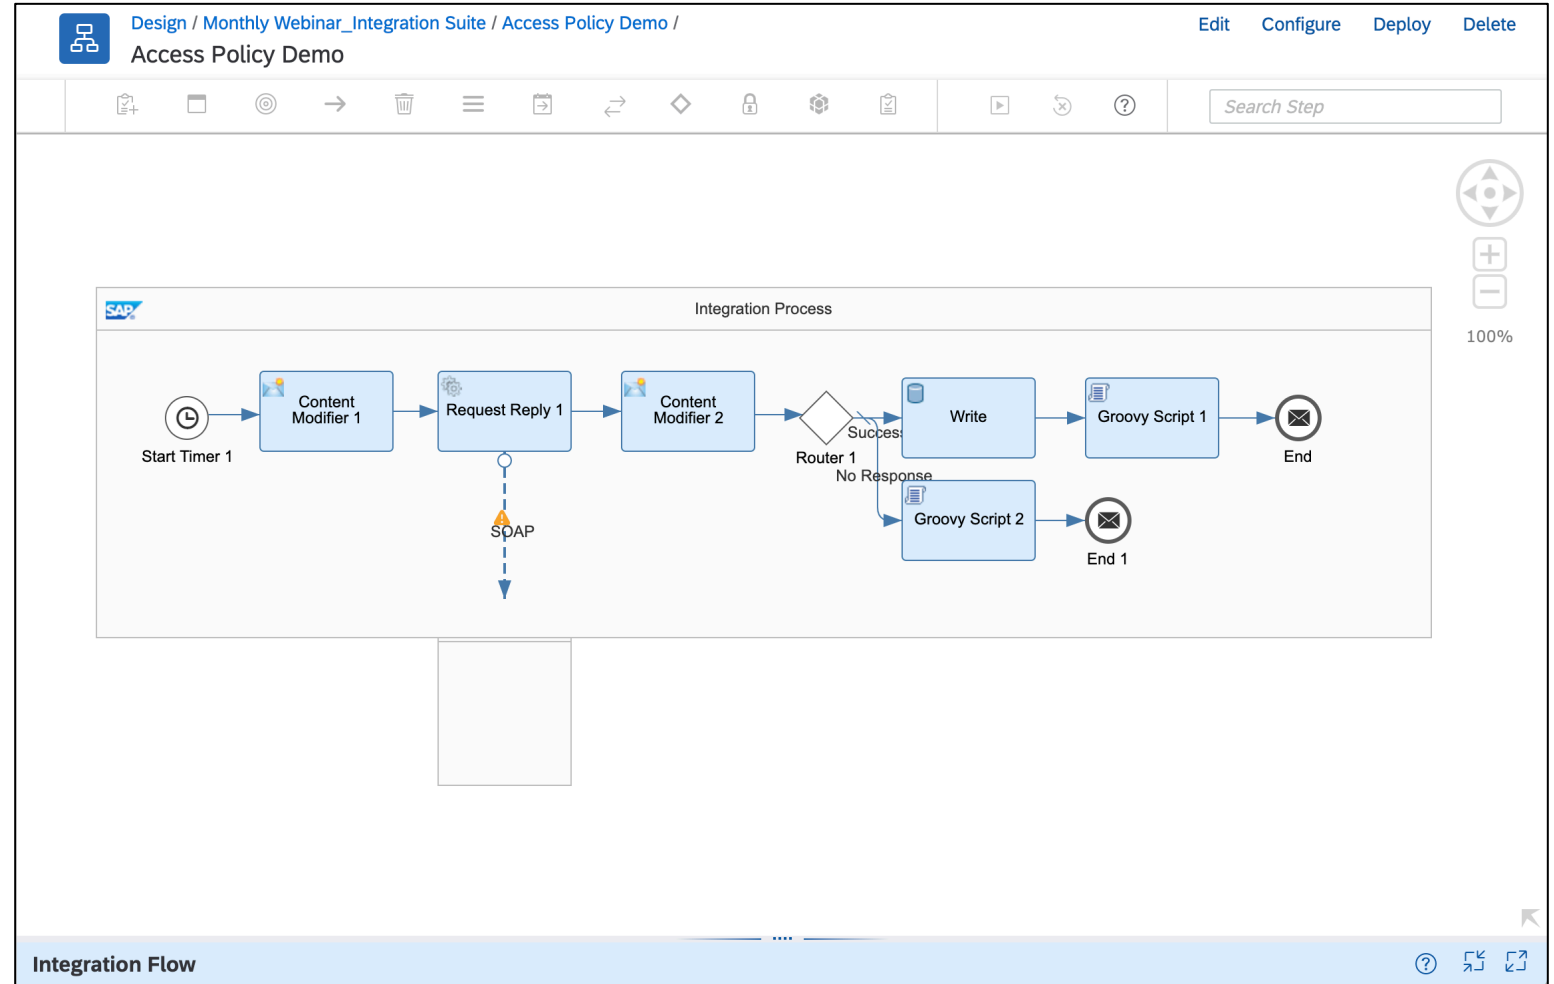 Design / Monthly Webinar_Integration Suite / Access Policy Demo /
Access Policy Demo
Edit Configure Deploy Delete
Search Step
100%
SAP
Integration Process
Start Timer 1
Content
Modifier 1
Request Reply 1
SOAP
Content
Modifier 2
Router 1
Success
No Response
Write
Groovy Script 1
End
Groovy Script 2
End 1
Integration Flow